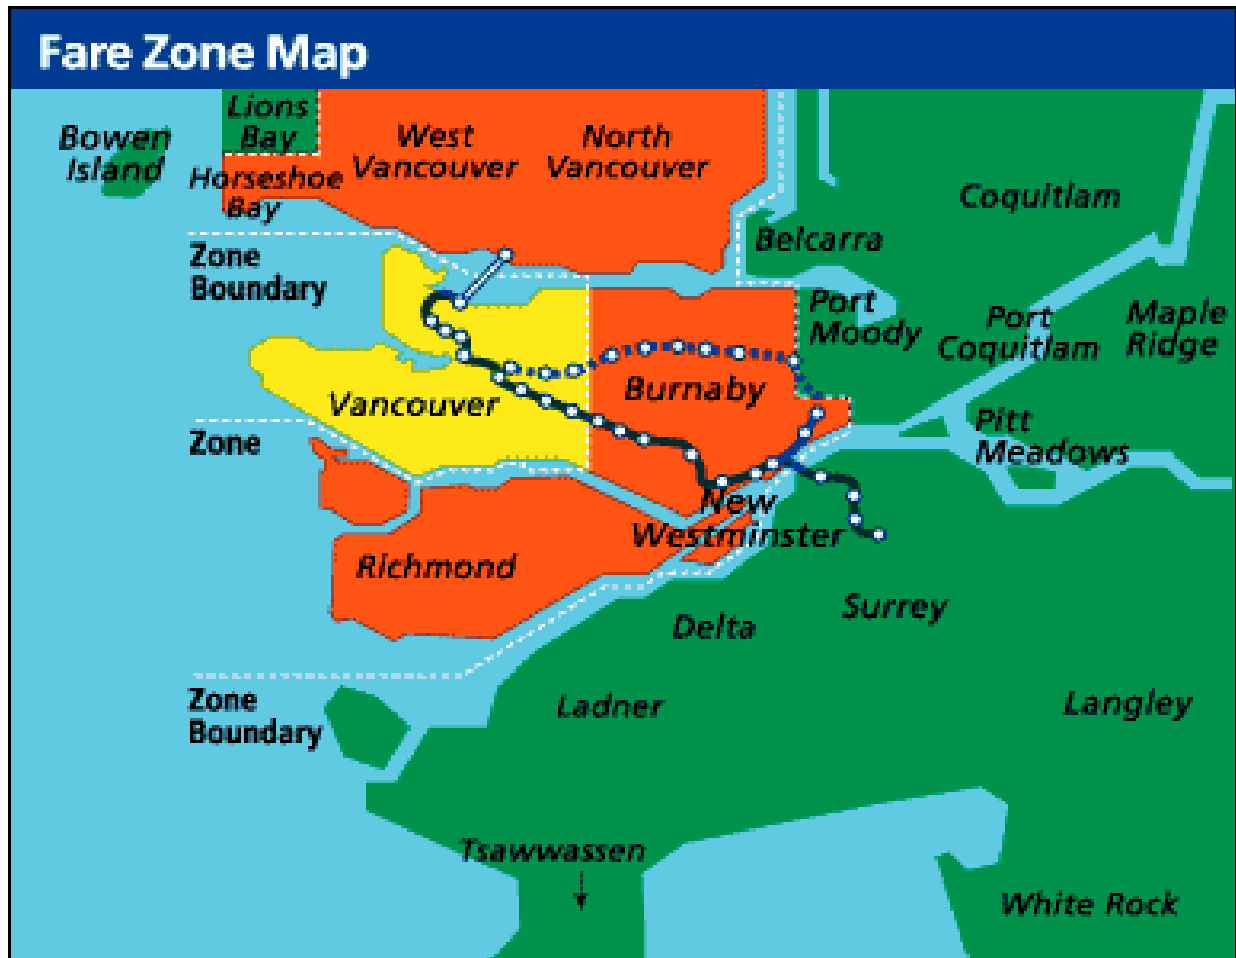 Fare Zone Map
Lions
Bay
Bowen
Island
West
Vancouver
North
Vancouver
Horseshoe
Bay
Coquitlam
Belcarra
Zone
Boundary
Port
Moody
Port
Coquitlam
Maple
Ridge
Burnaby
Vancouver
Zone
Pitt
Meadows
New
Westminster
Richmond
Surrey
Delta
Ladner
Langley
Zone
Boundary
Tsawwassen
White Rock